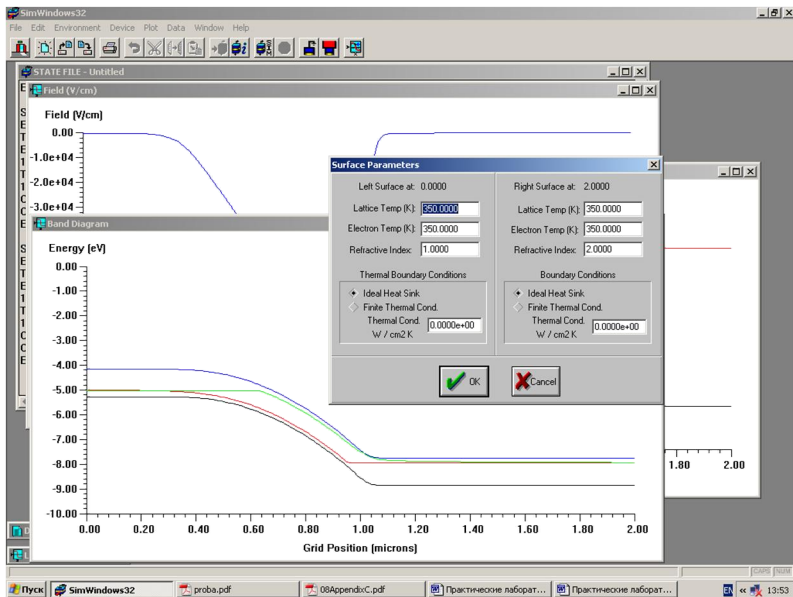 SimWindows32
File Edit Environment Device Plot Data Window Help
STATE FILE - Untitled
Field (V/cm)
Field (V/cm)
0.00
-1.0e+04
-2.0e+04
-3.0e+04
Surface Parameters
Left Surface at: 0.0000
Right Surface at: 2.0000
Lattice Temp (K): 350.0000
Lattice Temp (K): 350.0000
Electron Temp (K): 350.0000
Electron Temp (K): 350.0000
Refractive Index: 1.0000
Refractive Index: 2.0000
Thermal Boundary Conditions
Boundary Conditions
Ideal Heat Sink
Ideal Heat Sink
Finite Thermal Cond.
Finite Thermal Cond.
Thermal Cond. 0.0000e+00
W / cm2 K
Thermal Cond. 0.0000e+00
W / cm2 K
OK
Cancel
Band Diagram
Energy (eV)
0.00
-1.00
-2.00
-3.00
-4.00
-5.00
-6.00
-7.00
-8.00
-9.00
-10.00
0.00 0.20 0.40 0.60 0.80 1.00 1.20 1.40 1.60 1.80 2.00
Grid Position (microns)
1.80 2.00
CAPS NUM
Пуск SimWindows32 proba.pdf 08AppendixC.pdf Практические лаборат... Практические лаборат... EN 13:53